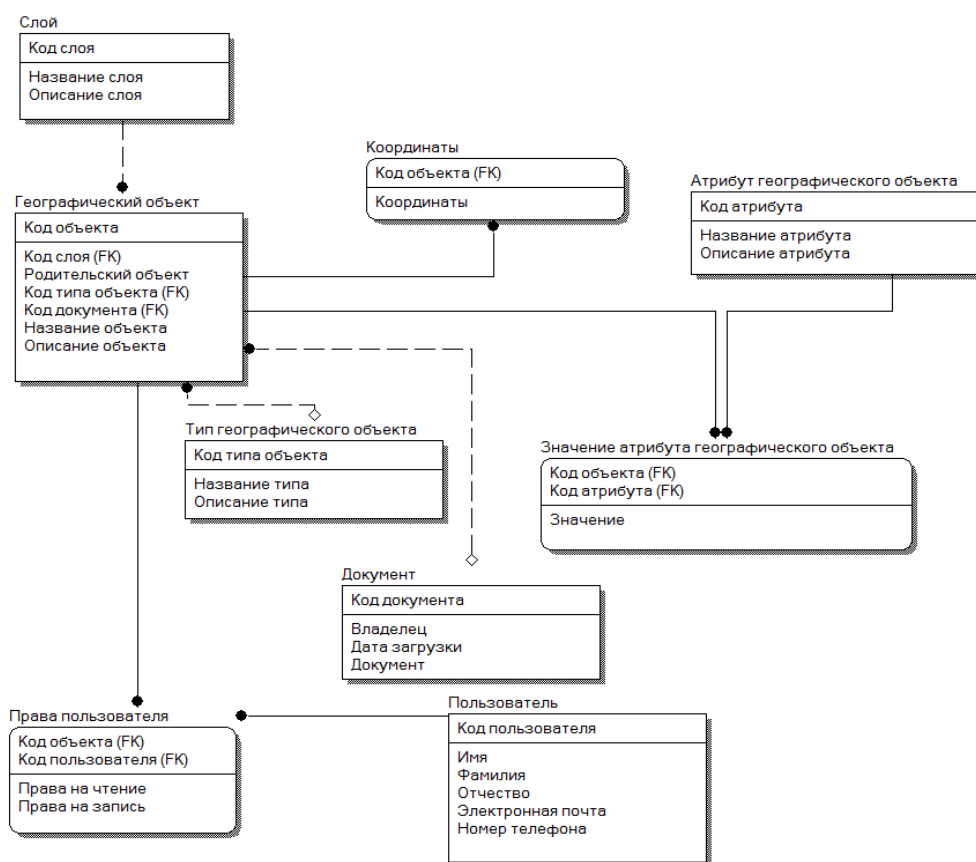 Слой
Код слоя
Название слоя
Описание слоя
Координаты
Код объекта (FK)
Координаты
Атрибут географического объекта
Код атрибута
Название атрибута
Описание атрибута
Географический объект
Код объекта
Код слоя (FK)
Родительский объект
Код типа объекта (FK)
Код документа (FK)
Название объекта
Описание объекта
Тип географического объекта
Код типа объекта
Название типа
Описание типа
Значение атрибута географического объекта
Код объекта (FK)
Код атрибута (FK)
Значение
Документ
Код документа
Владелец
Дата загрузки
Документ
Права пользователя
Код объекта (FK)
Код пользователя (FK)
Права на чтение
Права на запись
Пользователь
Код пользователя
Имя
Фамилия
Отчество
Электронная почта
Номер телефона